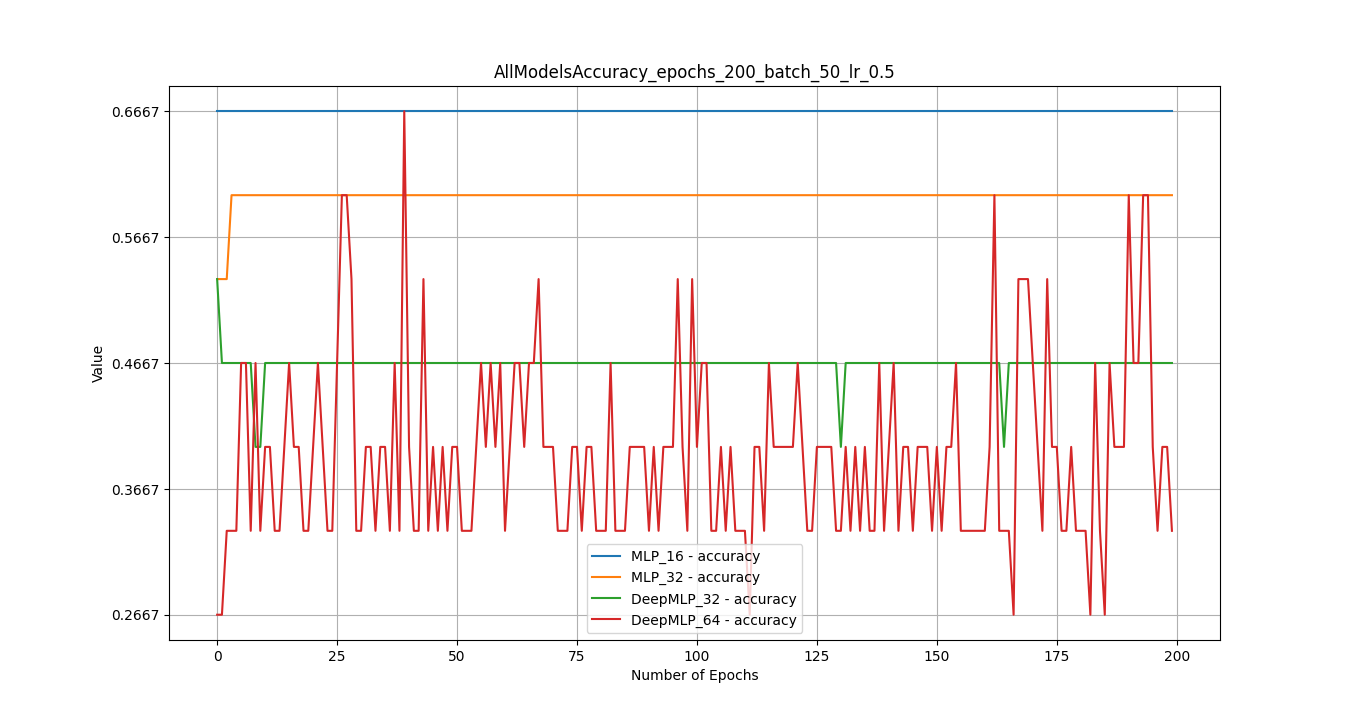 AllModelsAccuracy_epochs_200_batch_50_lr_0.5
0.6667
0.5667
0.4667
0.3667
0.2667
Value
MLP_16 - accuracy
MLP_32 - accuracy
DeepMLP_32 - accuracy
DeepMLP_64 - accuracy
0 25 50 75 100 125 150 175 200
Number of Epochs